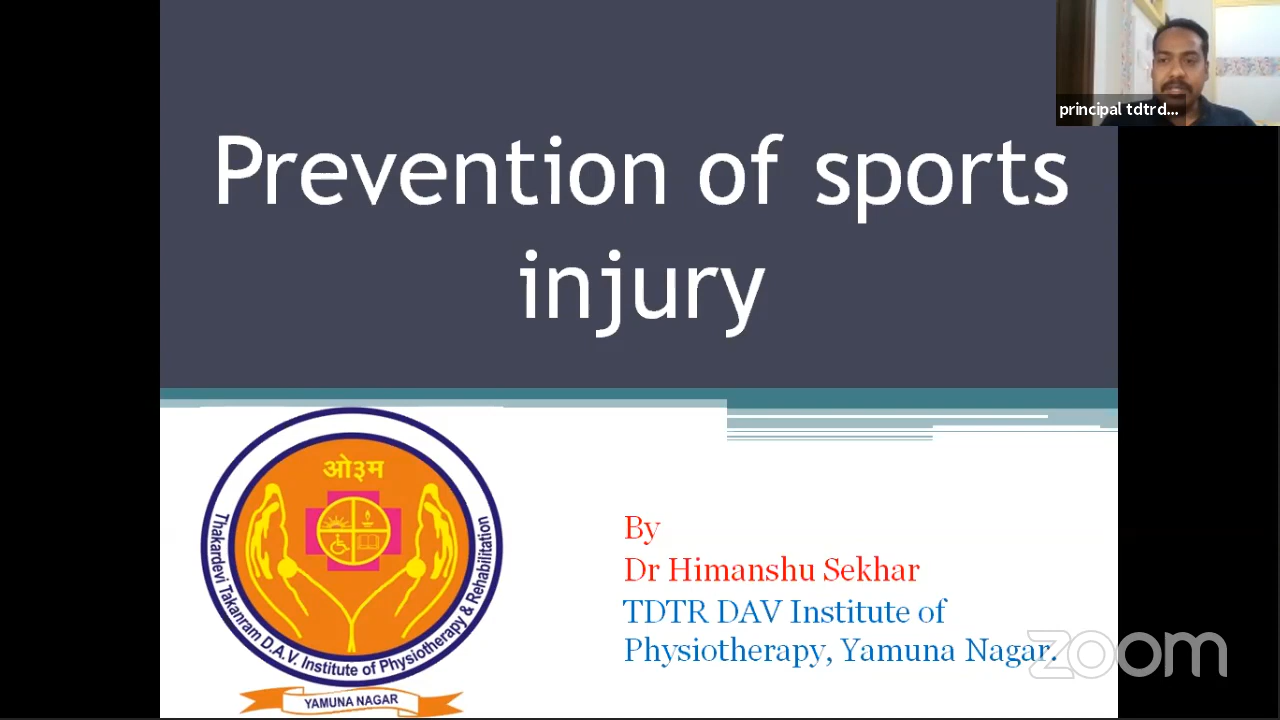 principal tdtrd...
Prevention of sports
injury
ओ३म
Thakardevi Takanram D.A.V. Institute of Physiotherapy & Rehabilitation
YAMUNA NAGAR
By
Dr Himanshu Sekhar
TDTR DAV Institute of
Physiotherapy, Yamuna Nagar.
zoom